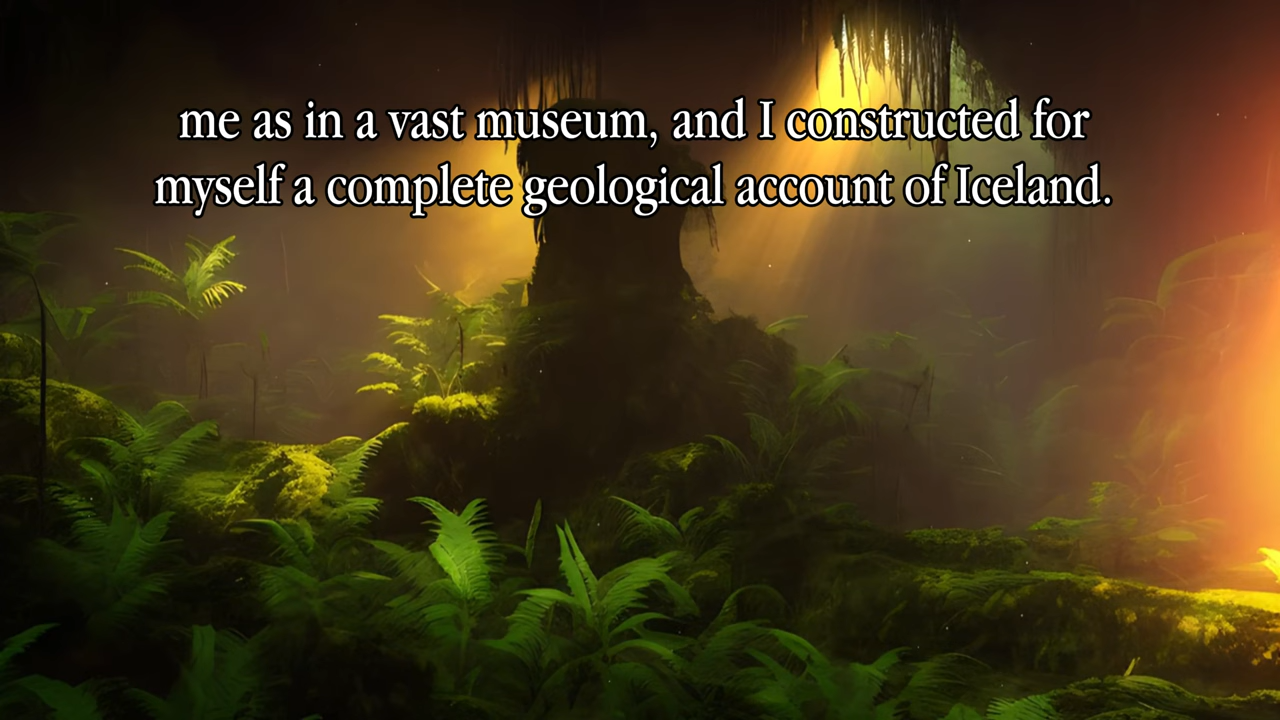 me as in a vast museum, and I constructed for
myself a complete geological account of Iceland.